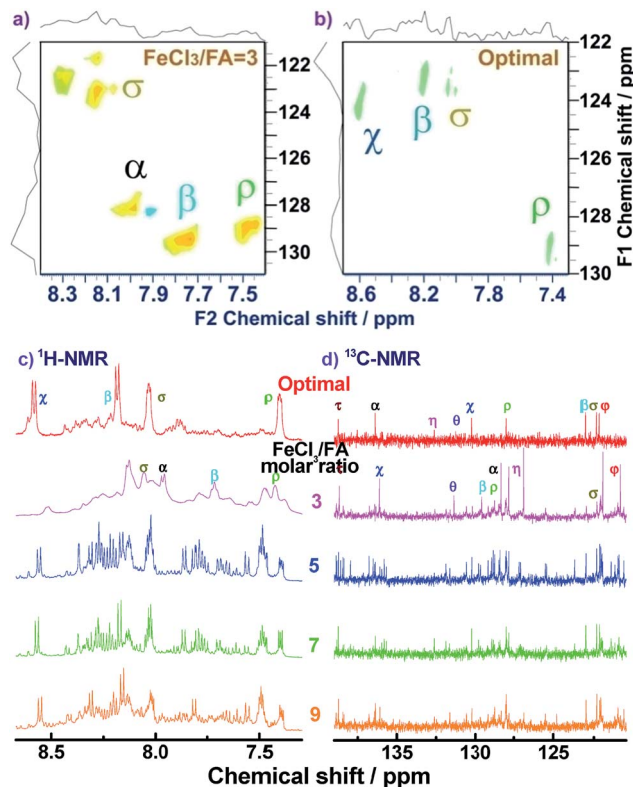 a)
FeCl₃/FA=3
σ
α
β
ρ
122
124
126
128
130
8.3 8.1 7.9 7.7 7.5
b)
Optimal
χ
β
σ
ρ
122
124
126
128
130
8.6 8.2 7.8 7.4
F1 Chemical shift / ppm
F2 Chemical shift / ppm
c) ¹H-NMR
d) ¹³C-NMR
Optimal
χ β σ ρ
τ α η θ χ ρ β σ φ
FeCl₃/FA
molar ratio
σ α β ρ
3
χ θ β α ρ η σ φ
5
7
9
8.5 8.0 7.5
135 130 125
Chemical shift / ppm